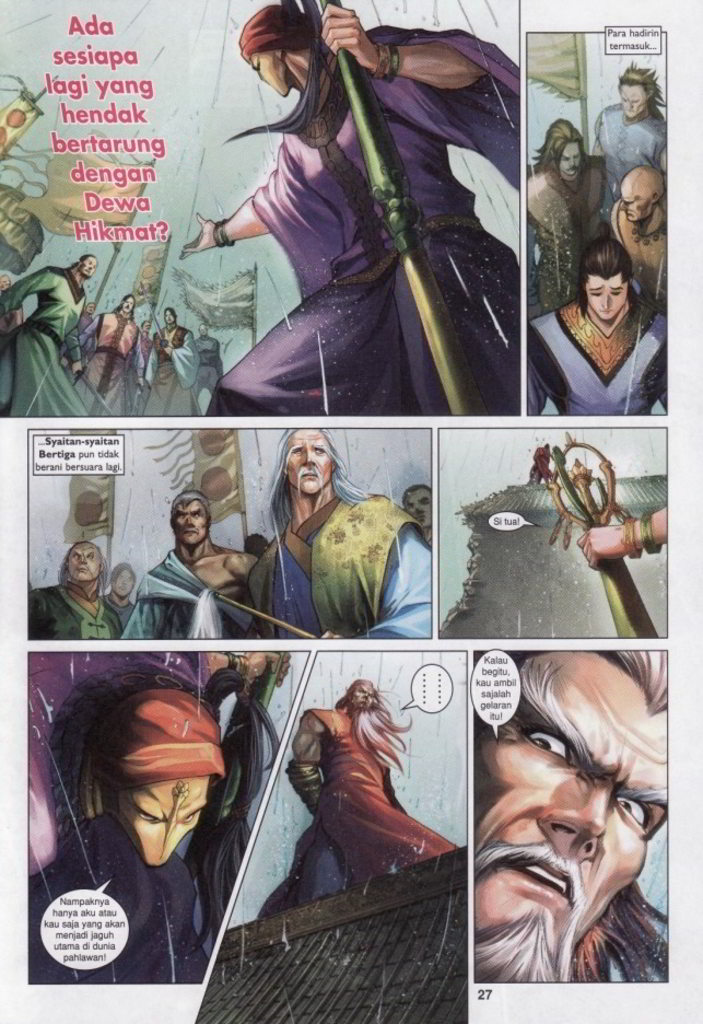 Ada
sesiapa
lagi yang
hendak
bertarung
dengan
Dewa
Hikmat?
Para hadirin
termasuk...
...Syaitan-syaitan
Bertiga pun tidak
berani bersuara lagi.
Si tua!
Nampaknya
hanya aku atau
kau saja yang akan
menjadi jaguh
utama di dunia
pahlawan!
Kalau
begitu,
kau ambil
sajalah
gelaran
itu!
27